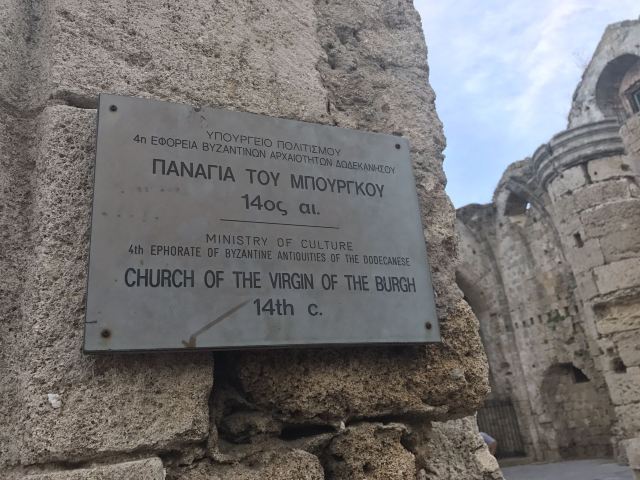 ΥΠΟΥΡΓΕΙΟ ΠΟΛΙΤΙΣΜΟΥ
4η ΕΦΟΡΕΙΑ ΒΥΖΑΝΤΙΝΩΝ ΑΡΧΑΙΟΤΗΤΩΝ ΔΩΔΕΚΑΝΗΣΟΥ
ΠΑΝΑΓΙΑ ΤΟΥ ΜΠΟΥΡΓΚΟΥ
14ος αι.
MINISTRY OF CULTURE
4th EPHORATE OF BYZANTINE ANTIQUITIES OF THE DODECANESE
CHURCH OF THE VIRGIN OF THE BURGH
14th c.